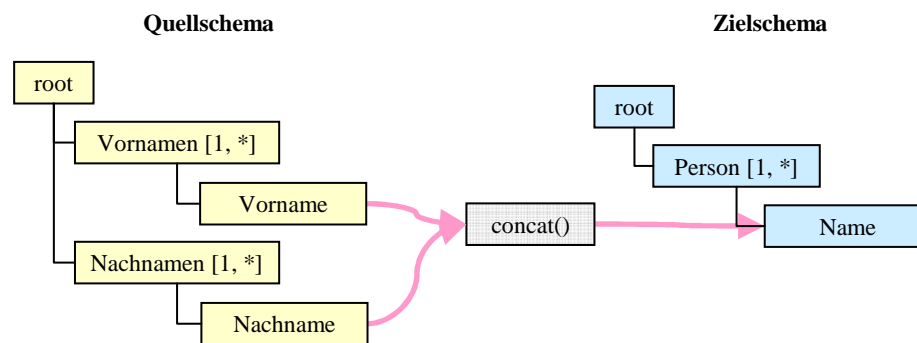 Quellschema
Zielschema
root
Vornamen [1, *]
Vorname
Nachnamen [1, *]
Nachname
concat()
root
Person [1, *]
Name